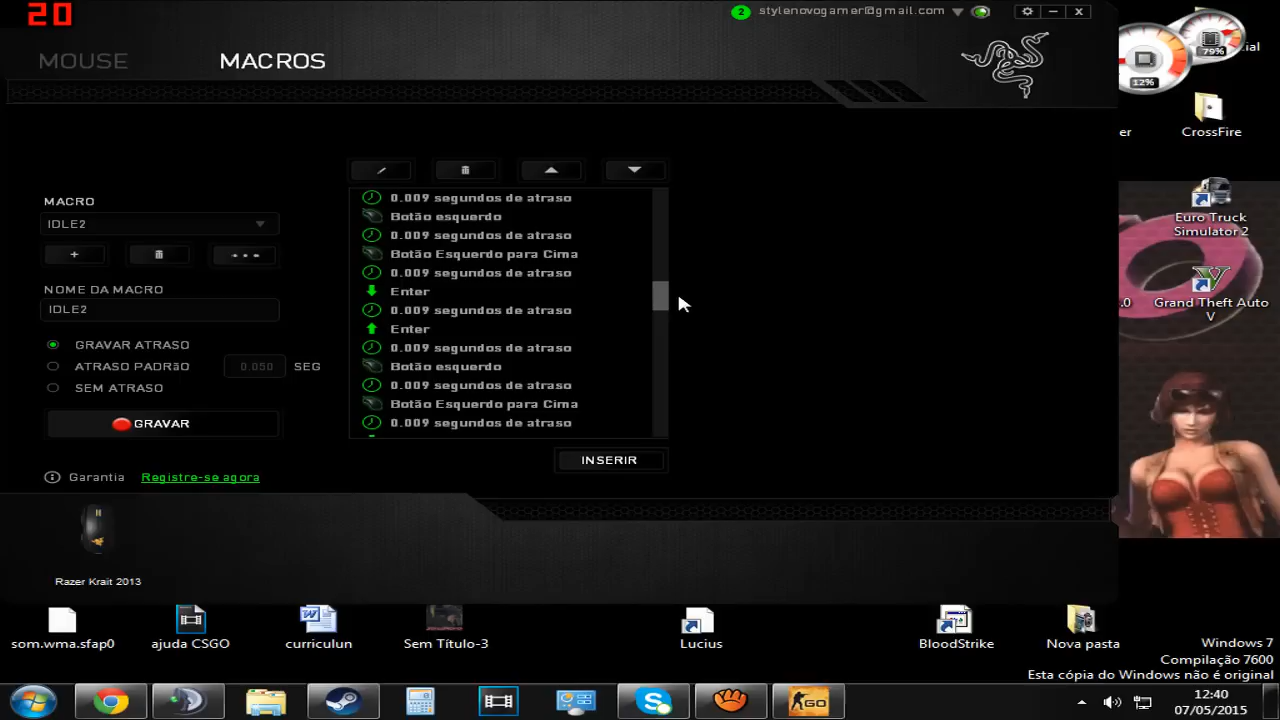 20
2 stylenovogamer@gmail.com
MOUSE MACROS
79%
12%
CrossFire
MACRO
IDLE2
+
...
NOME DA MACRO
IDLE2
GRAVAR ATRASO
ATRASO PADRãO 0.050 SEG
SEM ATRASO
GRAVAR
Garantia Registre-se agora
0.009 segundos de atraso
Botão esquerdo
0.009 segundos de atraso
Botão Esquerdo para Cima
0.009 segundos de atraso
Enter
0.009 segundos de atraso
Enter
0.009 segundos de atraso
Botão esquerdo
0.009 segundos de atraso
Botão Esquerdo para Cima
0.009 segundos de atraso
INSERIR
Razer Krait 2013
Euro Truck
Simulator 2
Grand Theft Auto
V
som.wma.sfap0
ajuda CSGO
curriculun
Sem Título-3
Lucius
BloodStrike
Nova pasta
Windows 7
Compilação 7600
Esta cópia do Windows não é original
GO
12:40
07/05/2015